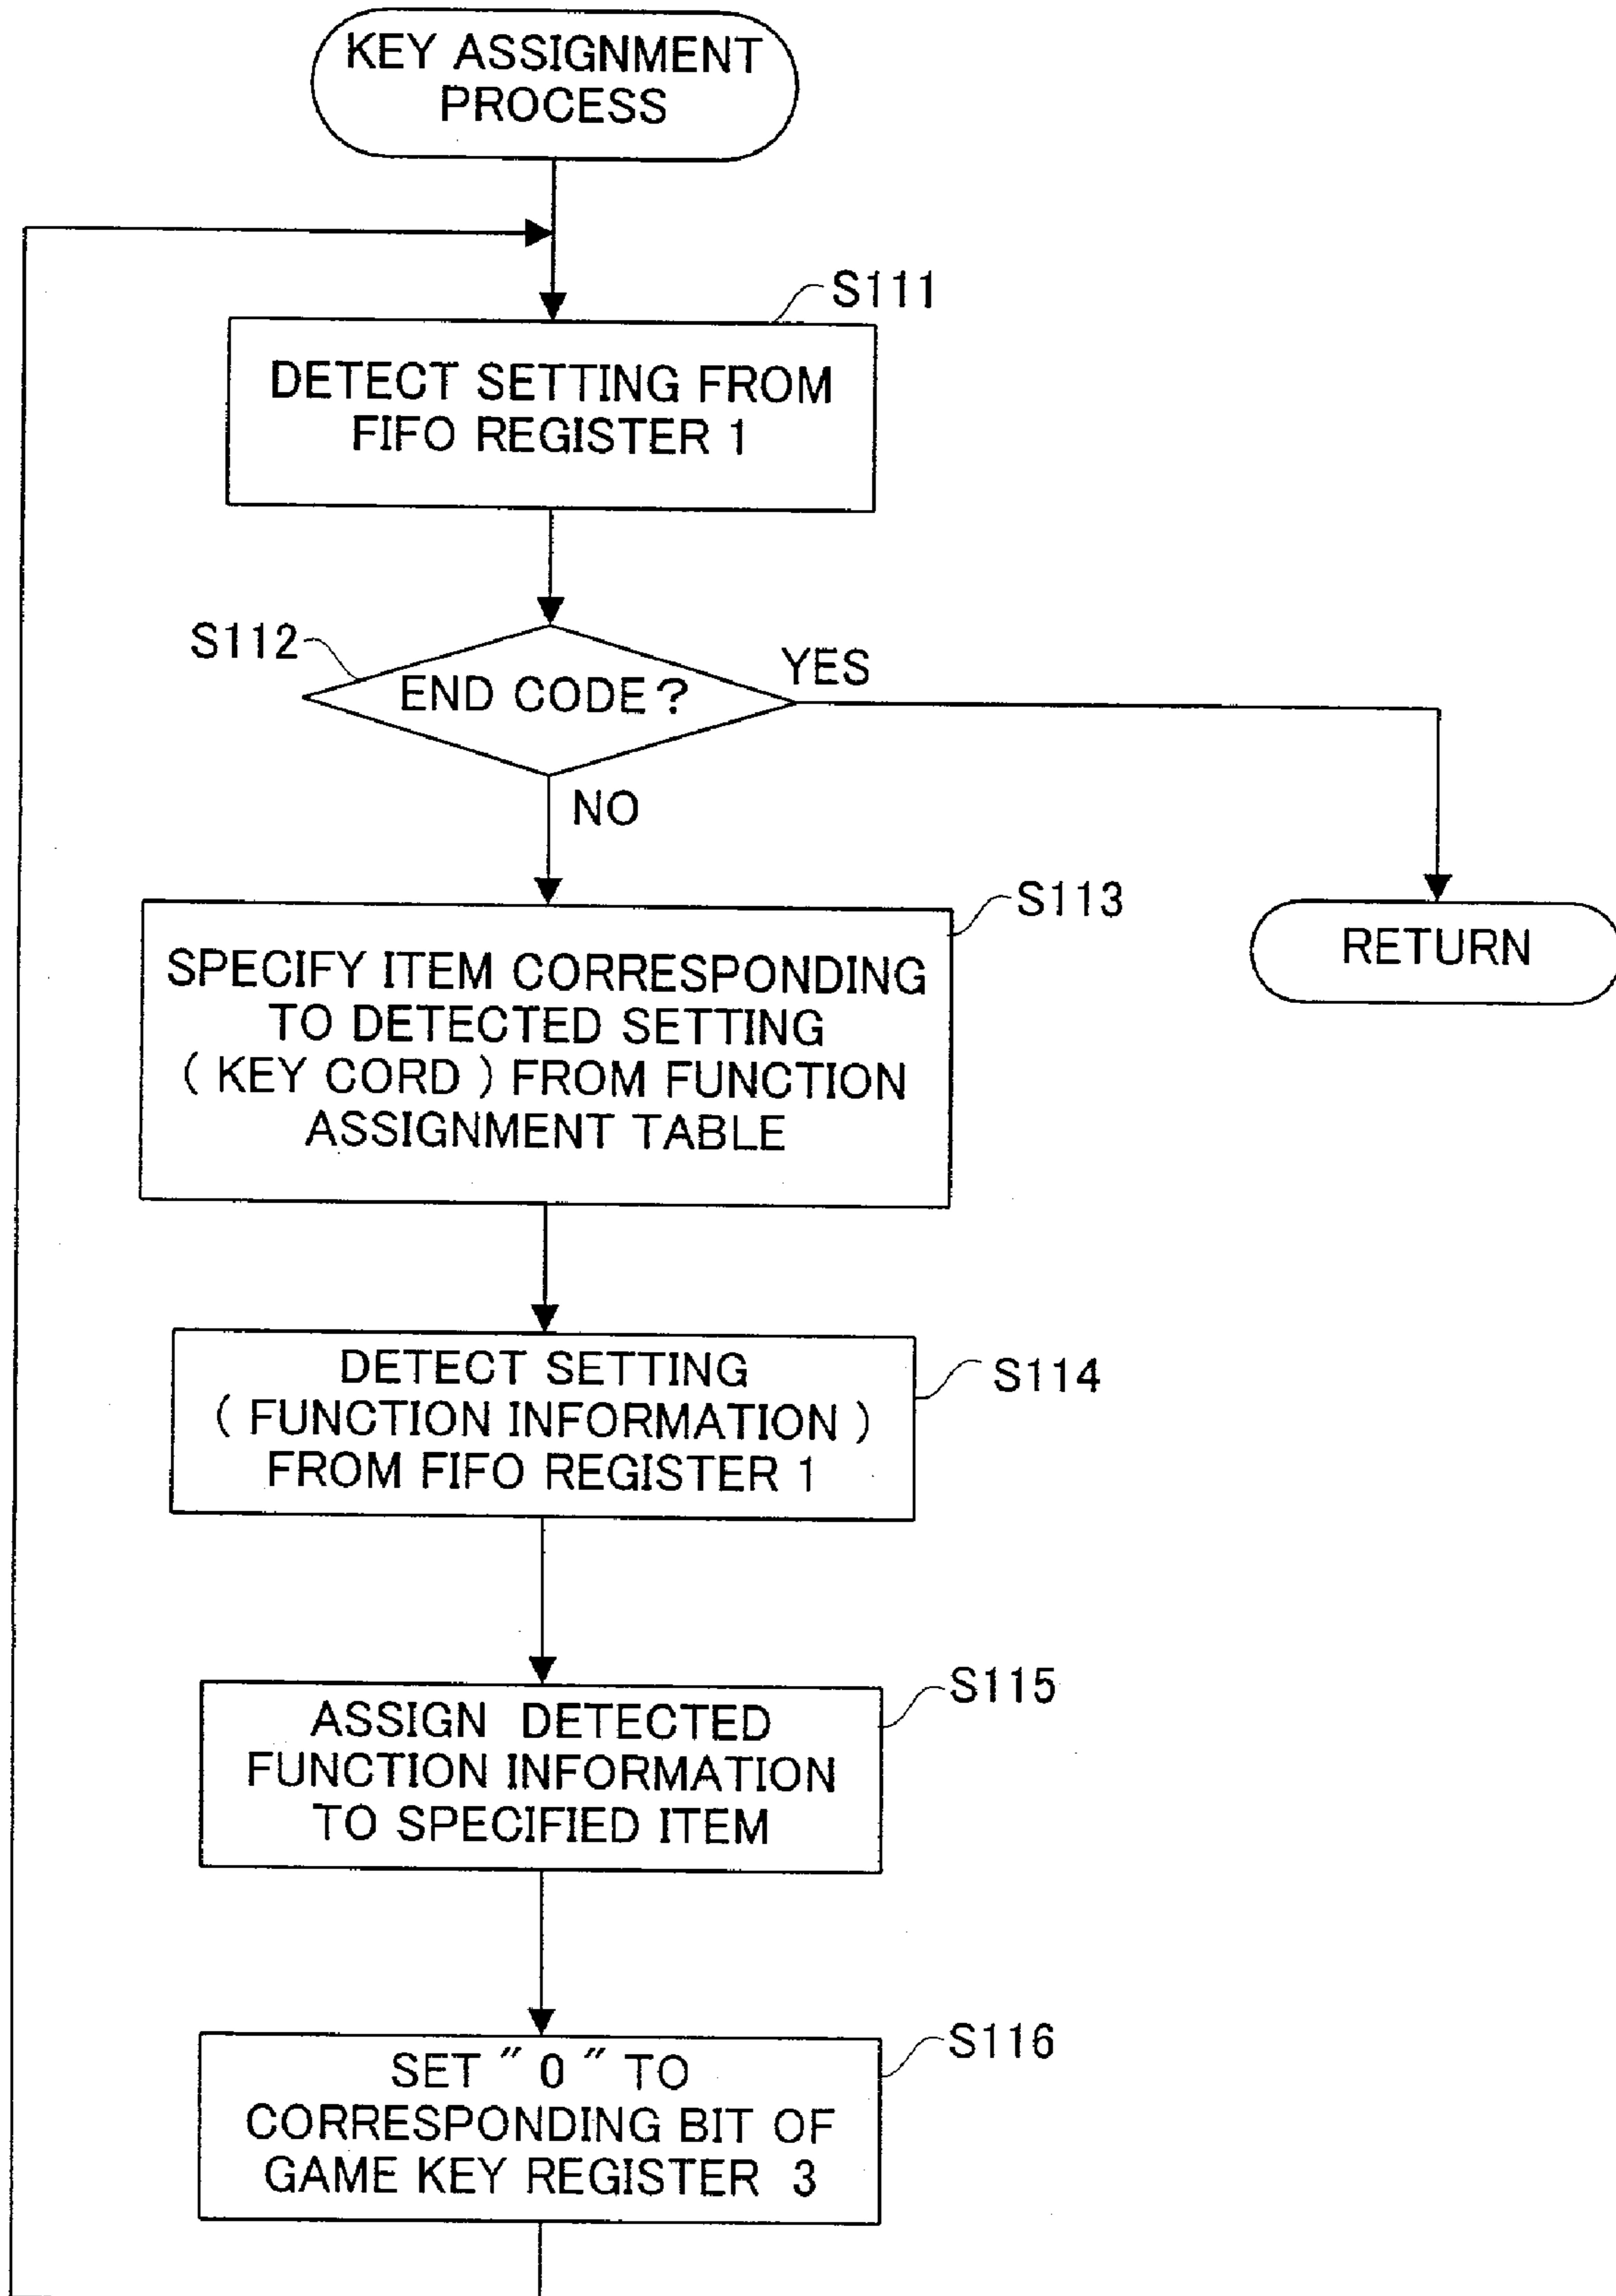 KEY ASSIGNMENT
PROCESS
S111
DETECT SETTING FROM
FIFO REGISTER 1
S112
END CODE?
YES
NO
S113
SPECIFY ITEM CORRESPONDING
TO DETECTED SETTING
( KEY CORD ) FROM FUNCTION
ASSIGNMENT TABLE
RETURN
S114
DETECT SETTING
( FUNCTION INFORMATION )
FROM FIFO REGISTER 1
S115
ASSIGN DETECTED
FUNCTION INFORMATION
TO SPECIFIED ITEM
S116
SET " 0 " TO
CORRESPONDING BIT OF
GAME KEY REGISTER 3